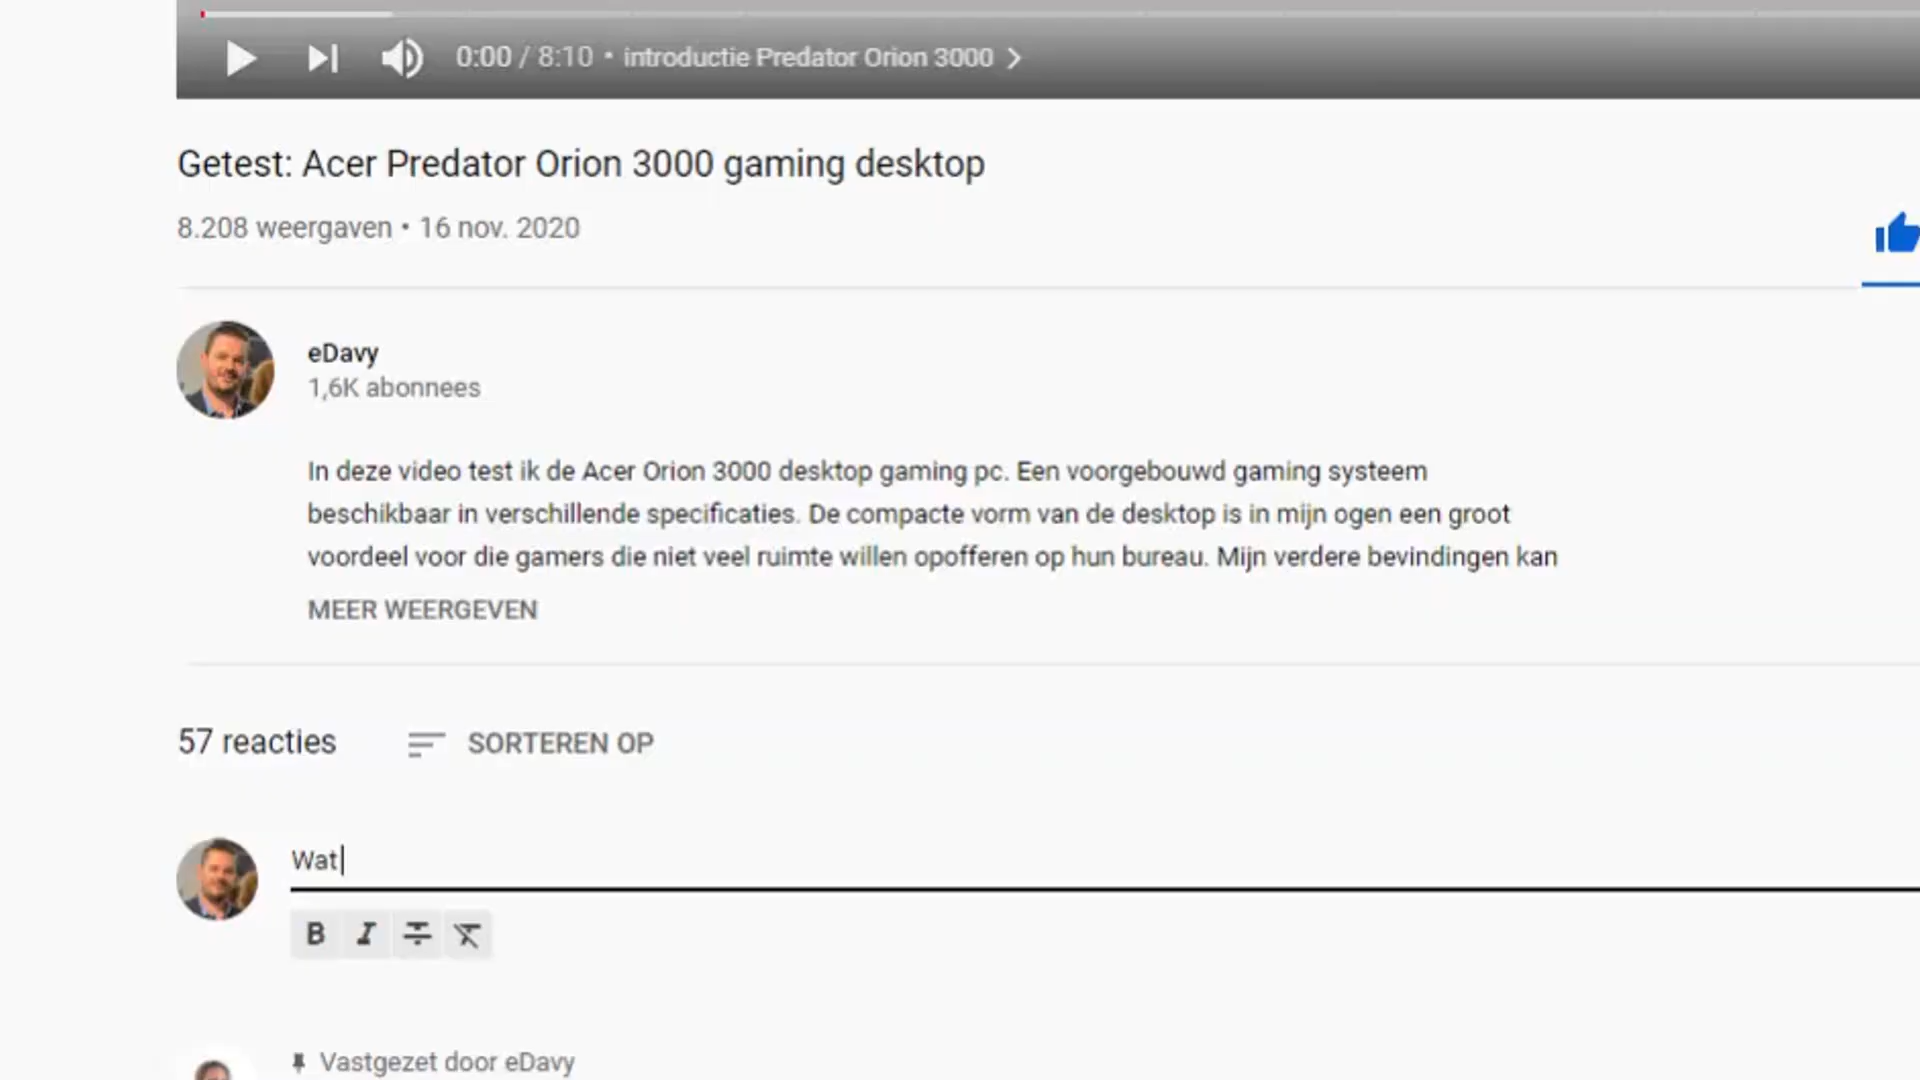 0:00 / 8:10 • introductie Predator Orion 3000
Getest: Acer Predator Orion 3000 gaming desktop
8.208 weergaven • 16 nov. 2020
eDavy
1,6K abonnees
In deze video test ik de Acer Orion 3000 desktop gaming pc. Een voorgebouwd gaming systeem
beschikbaar in verschillende specificaties. De compacte vorm van de desktop is in mijn ogen een groot
voordeel voor die gamers die niet veel ruimte willen opofferen op hun bureau. Mijn verdere bevindingen kan
MEER WEERGEVEN
57 reacties SORTEREN OP
Wat
B I T T
Vastgezet door eDavy